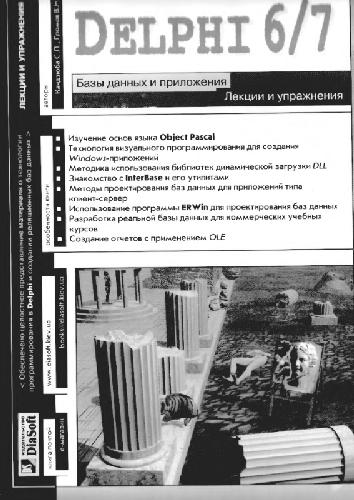 DELPHI 6/7
Базы данных и приложения
Лекции и упражнения
Изучение основ языка Object Pascal
Технология визуального программирования для создания
Windows-приложений
Методика использования библиотек динамической загрузки DLL
Знакомство с InterBase и его утилитами
Методы проектирования баз данных для приложений типа
клиент-сервер
Использование программы ERWin для проектирования баз данных
Разработка реальной базы данных для коммерческих учебных
курсов
Создание отчетов с применением OLE
ЛЕКЦИИ И УПРАЖНЕНИЯ
авторы
Кандзюба С.П., Громов В.Н.
особенности книги
< Обеспечено целостное представление материала о технологии
программирования в Delphi и создании реляционных баз данных >
www.diasoft.kiev.ua
books@diasoft.kiev.ua
книга-почтой
e-магазин
издательство
DiaSoft